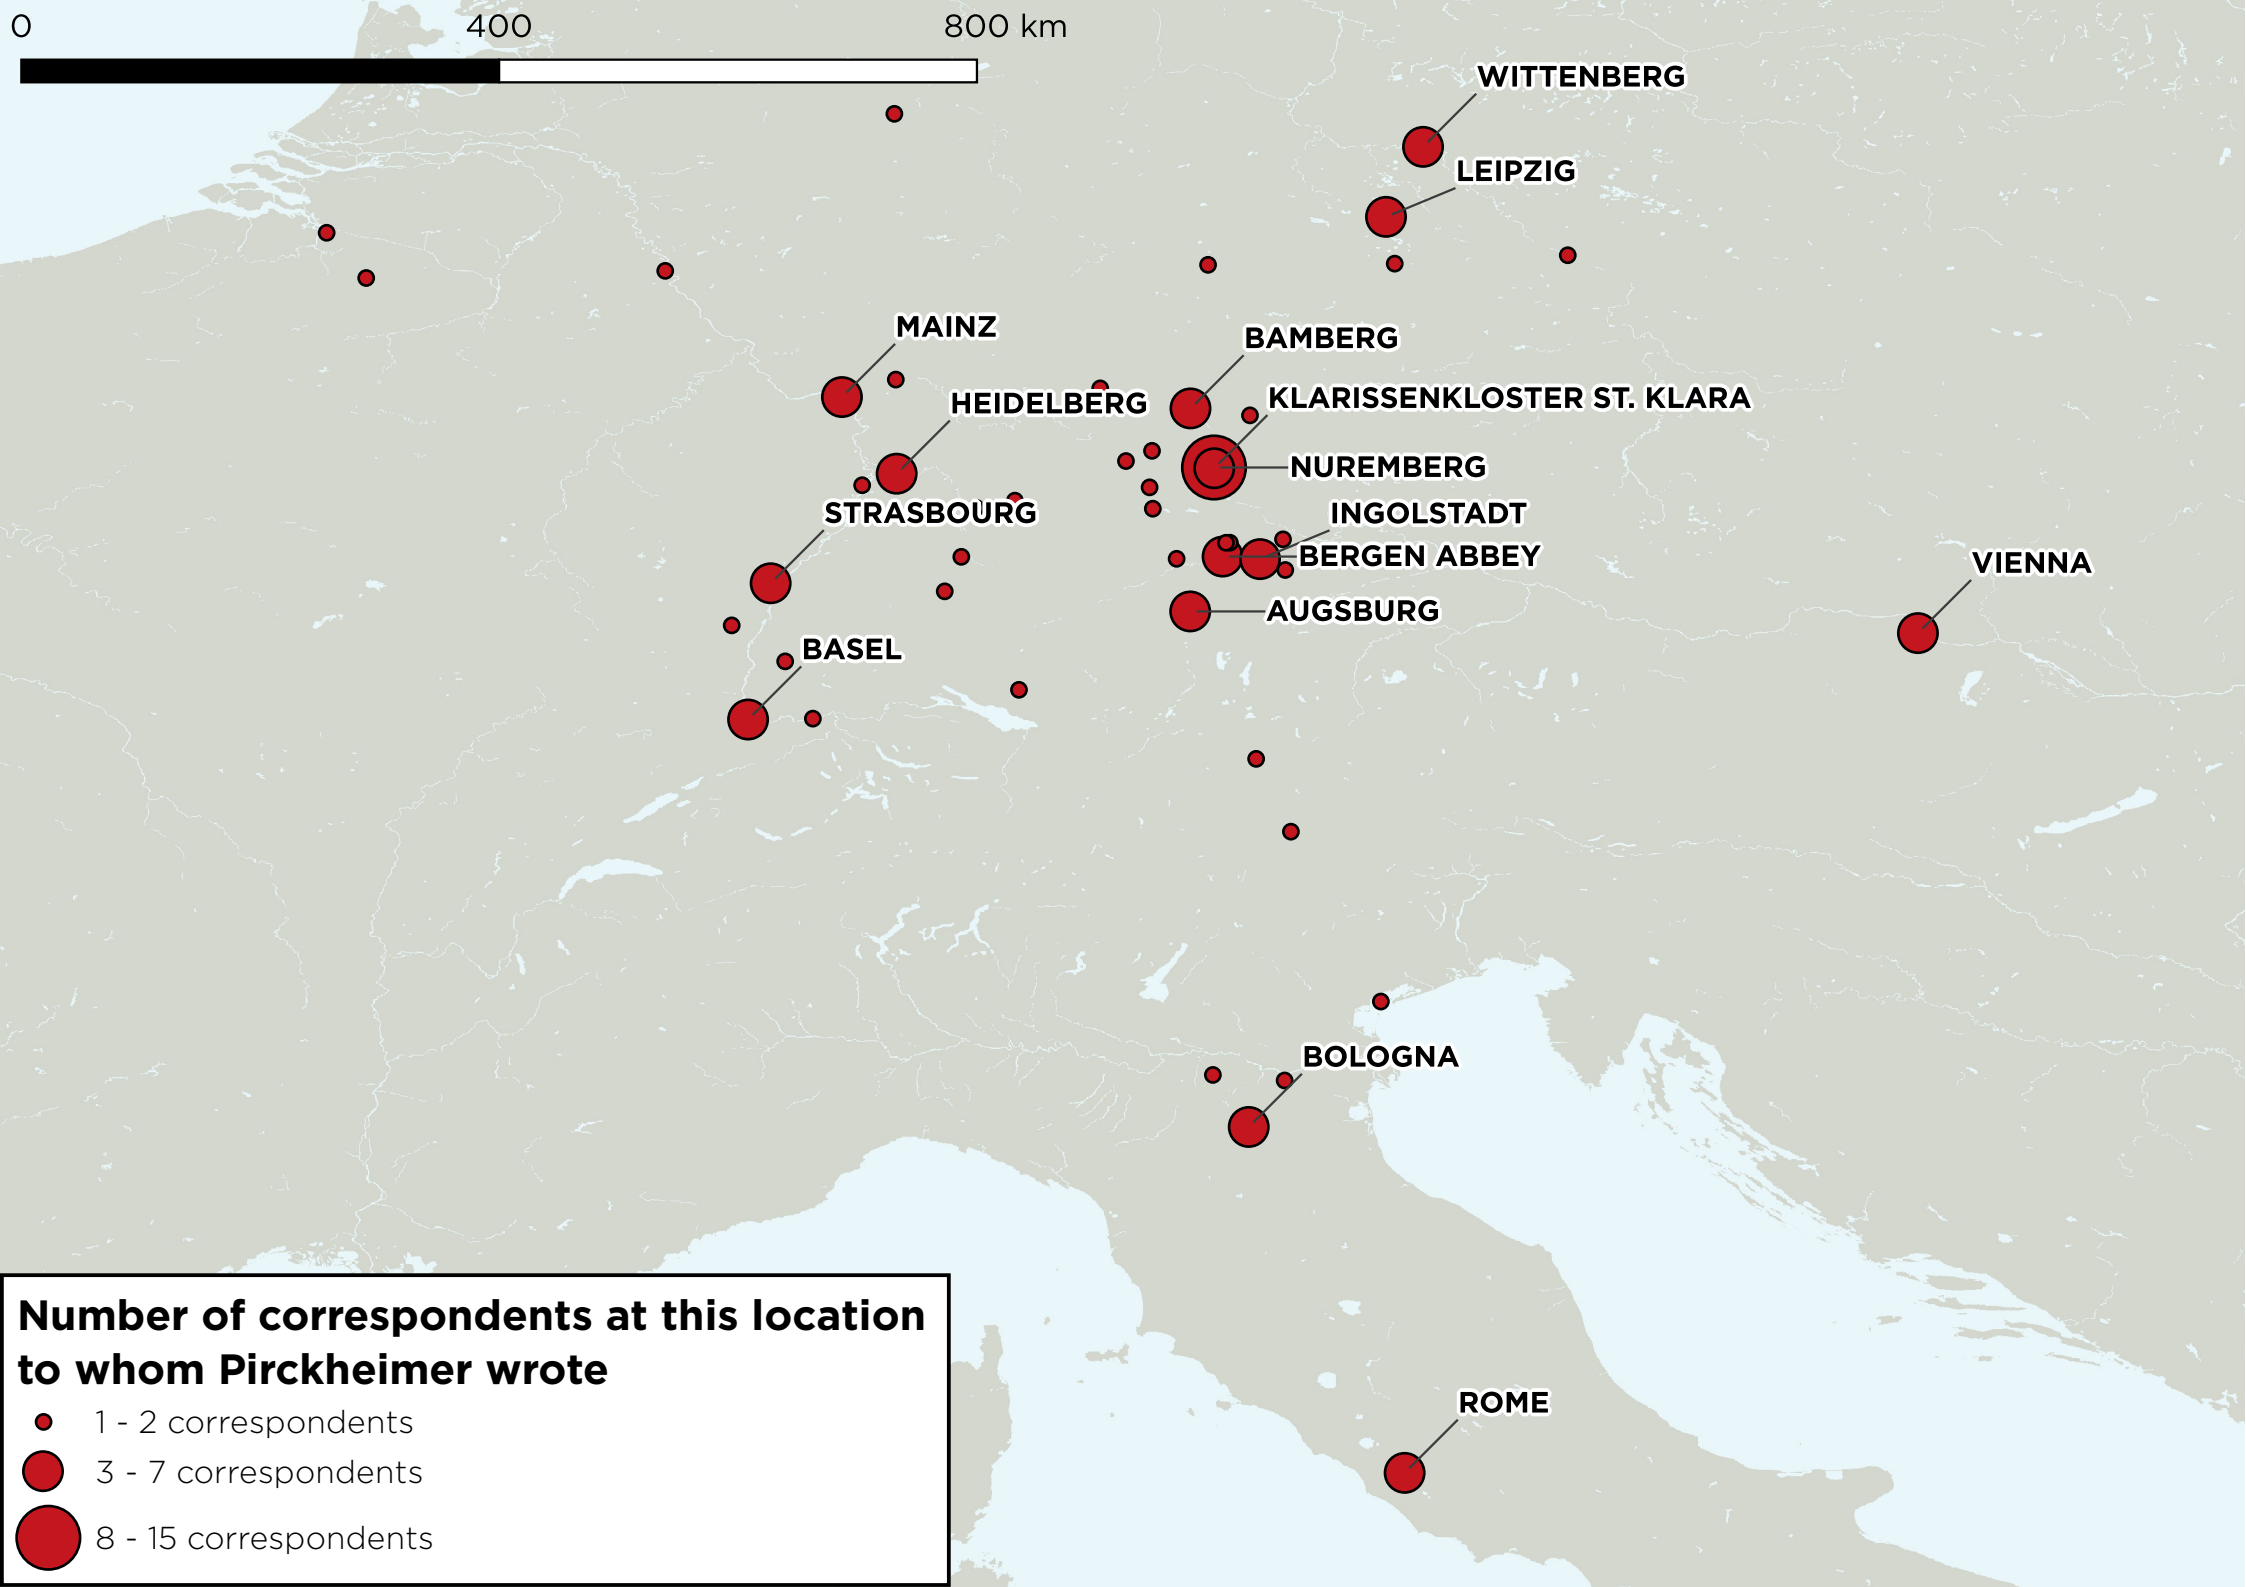 0 400 800 km
WITTENBERG
LEIPZIG
MAINZ
BAMBERG
HEIDELBERG
KLARISSENKLOSTER ST. KLARA
NUREMBERG
STRASBOURG
INGOLSTADT
BERGEN ABBEY
VIENNA
AUGSBURG
BASEL
BOLOGNA
ROME
Number of correspondents at this location
to whom Pirckheimer wrote
1 - 2 correspondents
3 - 7 correspondents
8 - 15 correspondents